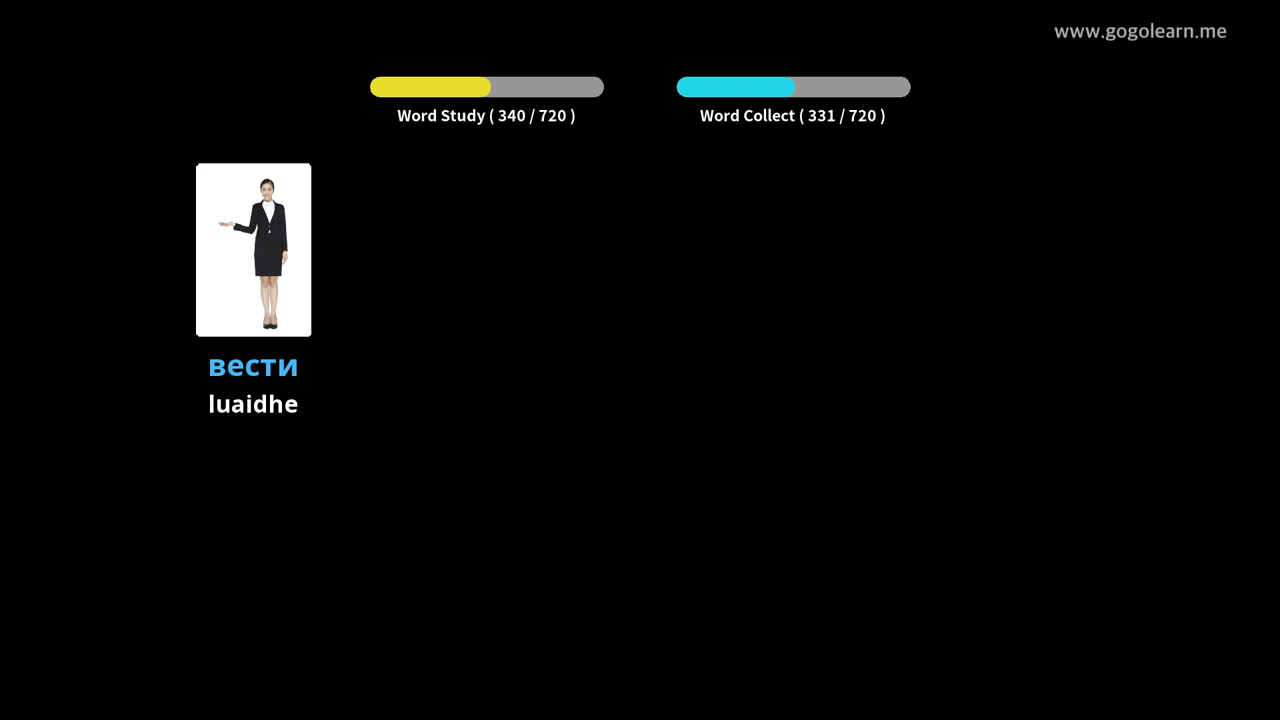 www.gogolearn.me
Word Study ( 340 / 720 )
Word Collect ( 331 / 720 )
вести
luaidhe